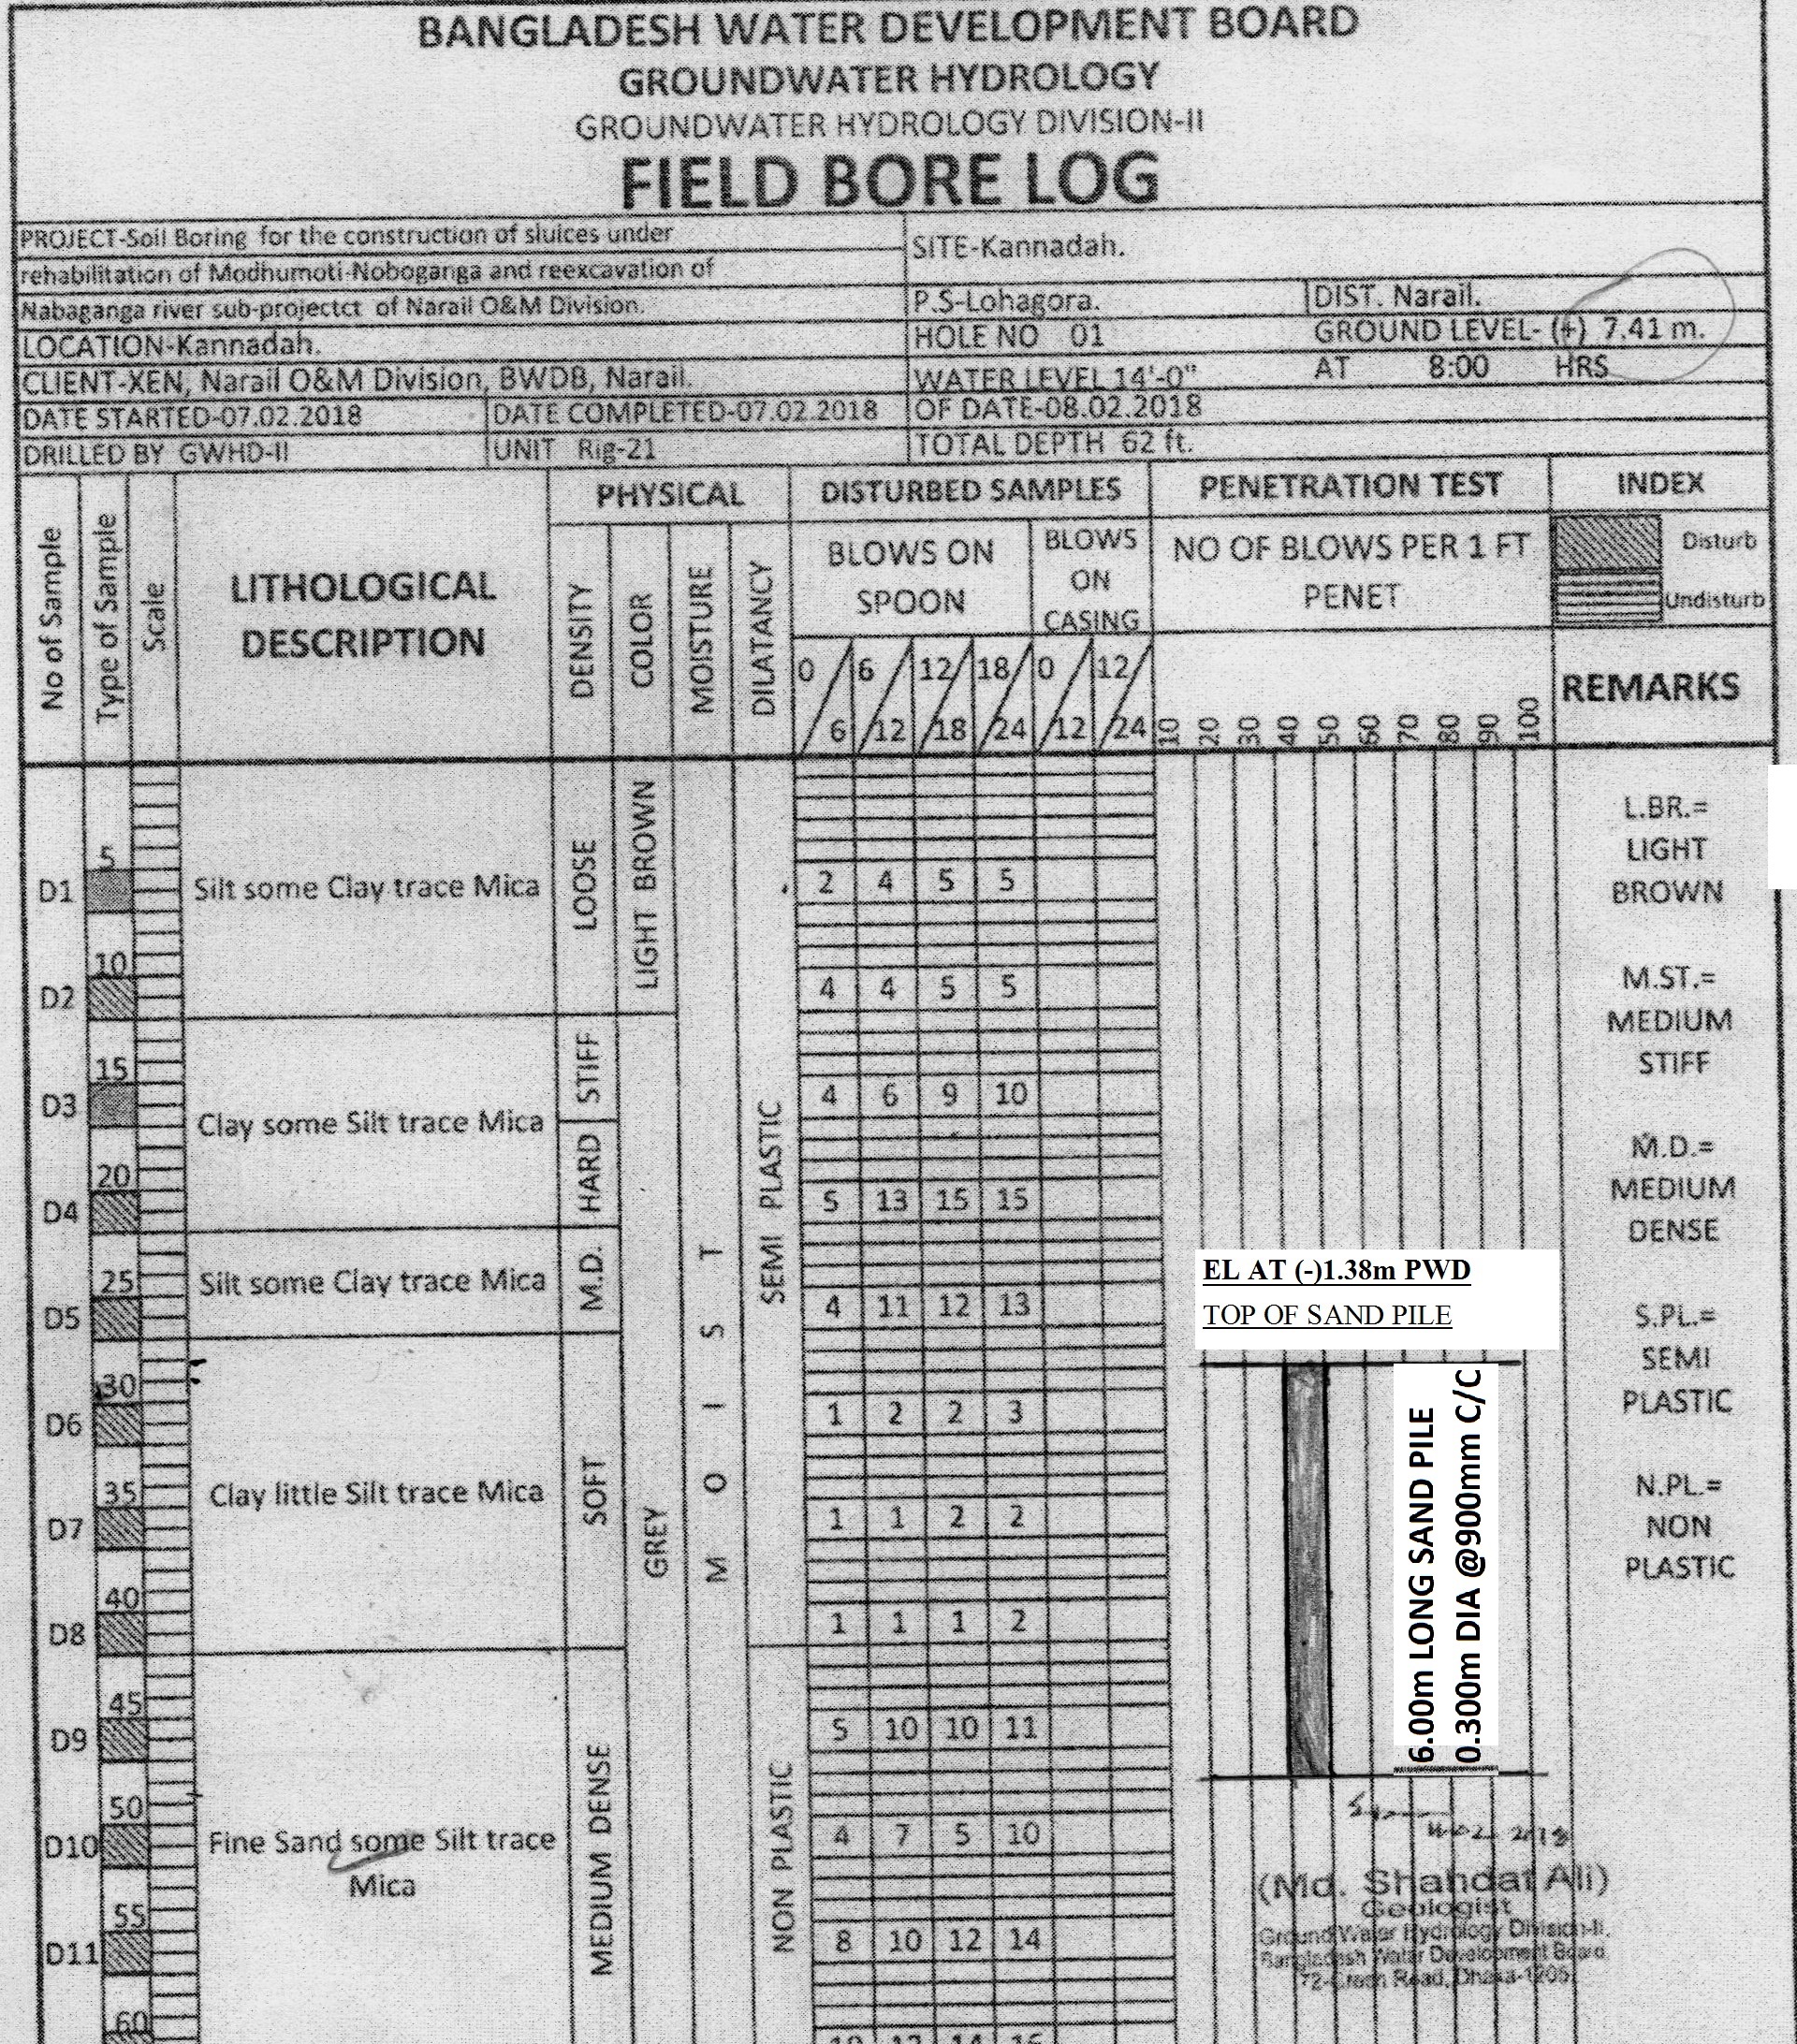 BANGLADESH WATER DEVELOPMENT BOARD
GROUNDWATER HYDROLOGY
GROUNDWATER HYDROLOGY DIVISION-II
FIELD BORE LOG
PROJECT-Soil Boring for the construction of sluices under
rehabilitation of Modhumoti-Noboganga and reexcavation of
Nabaganga river sub-projectct of Narail O&M Division.
SITE-Kannadah.
P.S-Lohagora.
DIST. Narail.
LOCATION-Kannadah.
HOLE NO 01
GROUND LEVEL- (+) 7.41 m.
CLIENT-XEN, Narail O&M Division, BWDB, Narail.
WATER LEVEL 14'-0"
AT 8:00 HRS
DATE STARTED-07.02.2018
DATE COMPLETED-07.02.2018
OF DATE-08.02.2018
DRILLED BY GWHD-II
UNIT Rig-21
TOTAL DEPTH 62 ft.
No of Sample
Type of Sample
Scale
LITHOLOGICAL
DESCRIPTION
PHYSICAL
DENSITY
COLOR
MOISTURE
DILATANCY
DISTURBED SAMPLES
BLOWS ON
SPOON
BLOWS
ON
CASING
0/6 6/12 12/18 18/24 0/12 12/24
PENETRATION TEST
NO OF BLOWS PER 1 FT
PENET
10 20 30 40 50 60 70 80 90 100
INDEX
Disturb
Undisturb
REMARKS
5
D1 Silt some Clay trace Mica LOOSE LIGHT BROWN 2 4 5 5
10
D2 4 4 5 5
15
D3 STIFF 4 6 9 10
Clay some Silt trace Mica
20
D4 HARD 5 13 15 15
25
D5 Silt some Clay trace Mica M.D. 4 11 12 13
30
D6 1 2 2 3
35
D7 Clay little Silt trace Mica SOFT 1 1 2 2
40
D8 1 1 1 2
45
D9 5 10 10 11
50
D10 Fine Sand some Silt trace 4 7 5 10
Mica
55
D11 MEDIUM DENSE 8 10 12 14
60
GREY
MOIST
SEMI PLASTIC
NON PLASTIC
EL AT (-)1.38m PWD
TOP OF SAND PILE
6.00m LONG SAND PILE
0.300m DIA @900mm C/C
L.BR.=
LIGHT
BROWN
M.ST.=
MEDIUM
STIFF
M.D.=
MEDIUM
DENSE
S.PL.=
SEMI
PLASTIC
N.PL.=
NON
PLASTIC
(Md. Shahdat Ali)
Geologist
Ground Water Hydrology Division-II.
Bangladesh Water Development Board
72-Green Road, Dhaka-1205